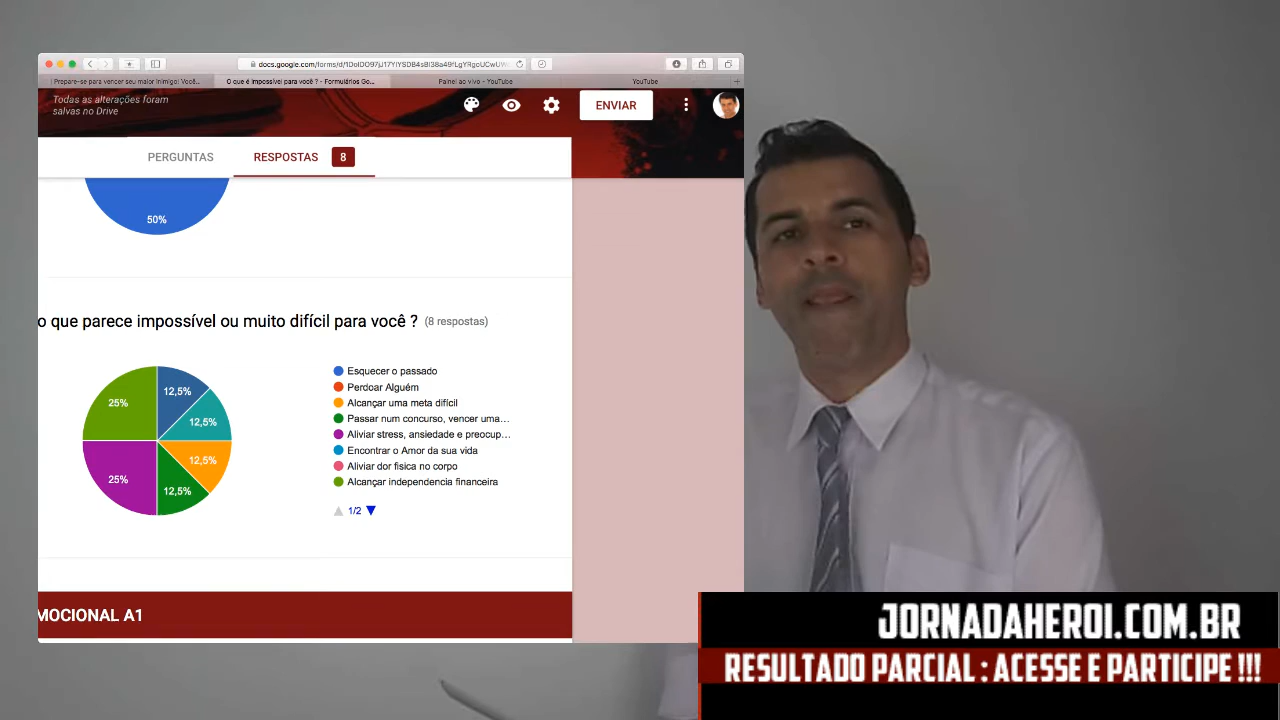 docs.google.com/forms/d/
Prepare-se para vencer seu maior inimigo! Você...
O que é impossível para você ? - Formulários Go...
Painel ao vivo - YouTube
YouTube
Todas as alterações foram
salvas no Drive
ENVIAR
PERGUNTAS
RESPOSTAS
8
50%
o que parece impossível ou muito difícil para você ? (8 respostas)
12,5%
25%
12,5%
12,5%
25%
12,5%
Esquecer o passado
Perdoar Alguém
Alcançar uma meta difícil
Passar num concurso, vencer uma...
Aliviar stress, ansiedade e preocup...
Encontrar o Amor da sua vida
Aliviar dor fisica no corpo
Alcançar independencia financeira
1/2
MOCIONAL A1
JORNADAHEROI.COM.BR
RESULTADO PARCIAL : ACESSE E PARTICIPE !!!